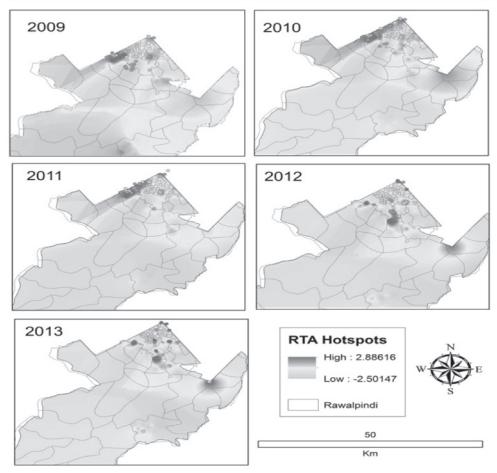 2009
2010
2011
2012
2013
RTA Hotspots
High : 2.88616
Low : -2.50147
Rawalpindi
N
W E
S
50
Km